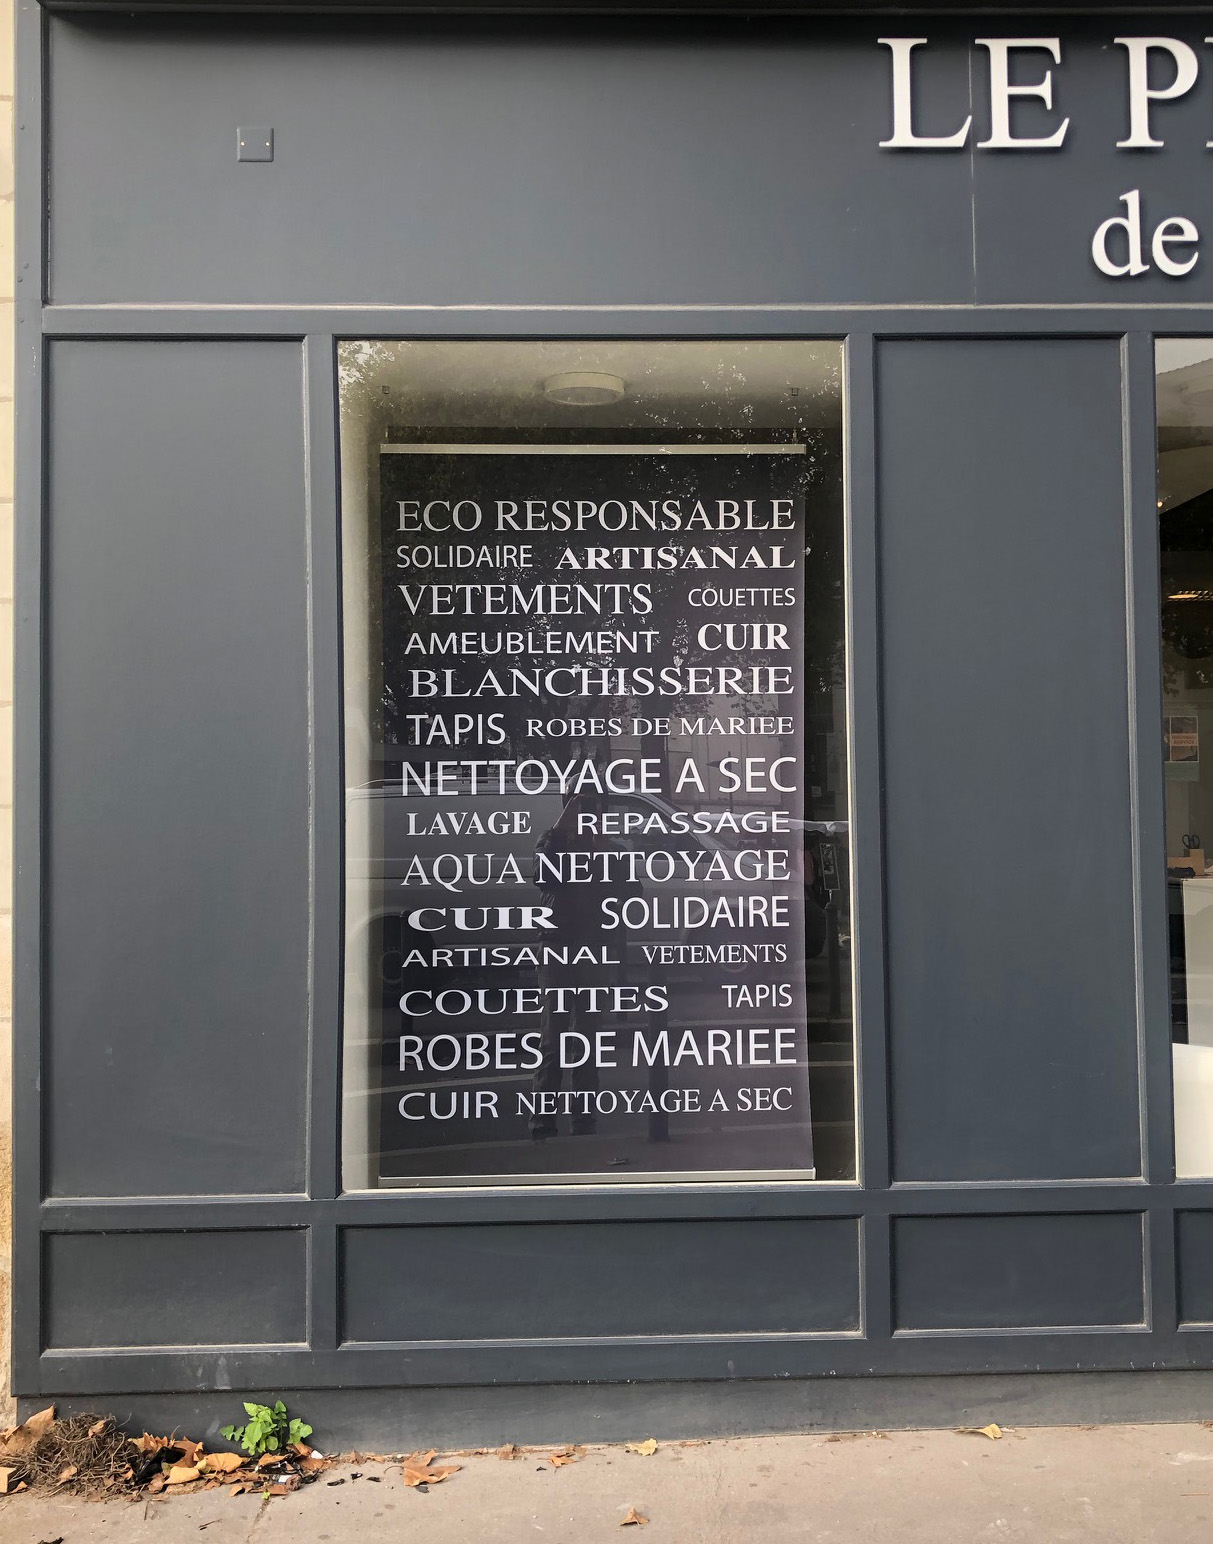 LE
de
ECO RESPONSABLE
SOLIDAIRE ARTISANAL
VETEMENTS COUETTES
AMEUBLEMENT CUIR
BLANCHISSERIE
TAPIS ROBES DE MARIEE
NETTOYAGE A SEC
LAVAGE REPASSAGE
AQUA NETTOYAGE
CUIR SOLIDAIRE
ARTISANAL VETEMENTS
COUETTES TAPIS
ROBES DE MARIEE
CUIR NETTOYAGE A SEC